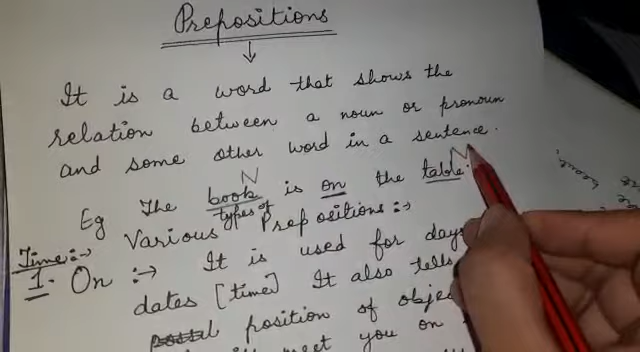 Prepositions
It is a word that shows the
relation between a noun or pronoun
and some other word in a sentence.
N N
Eg The book is on the table.
types of
Various Prepositions :→
Time :→
1. On :→ It is used for days
dates [time] It also tells
position of objec
meet you on